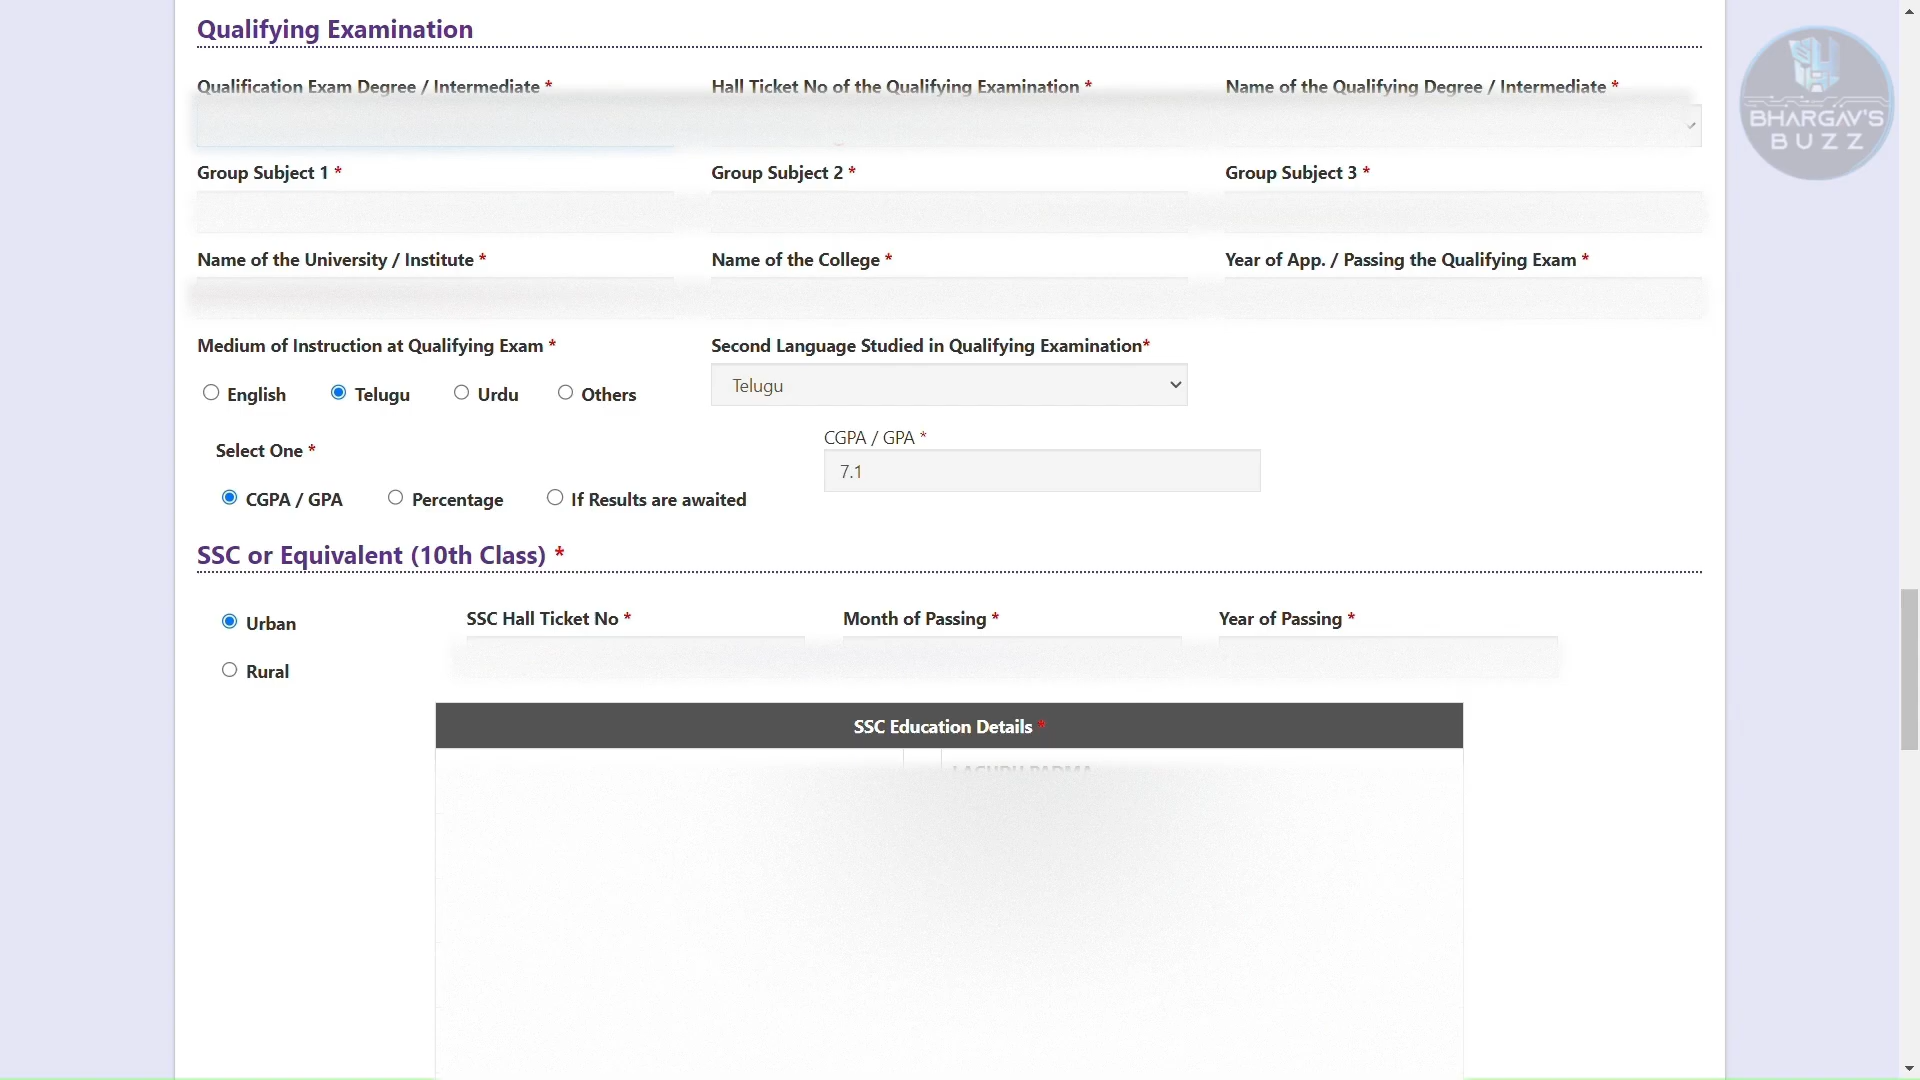 Qualifying Examination
Qualification Exam Degree / Intermediate * Hall Ticket No of the Qualifying Examination * Name of the Qualifying Degree / Intermediate *
Group Subject 1 * Group Subject 2 * Group Subject 3 *
Name of the University / Institute * Name of the College * Year of App. / Passing the Qualifying Exam *
Medium of Instruction at Qualifying Exam * Second Language Studied in Qualifying Examination*
English Telugu Urdu Others Telugu
CGPA / GPA *
Select One *
7.1
CGPA / GPA Percentage If Results are awaited
SSC or Equivalent (10th Class) *
Urban SSC Hall Ticket No * Month of Passing * Year of Passing *
Rural
SSC Education Details *
BHARGAV'S
BUZZ